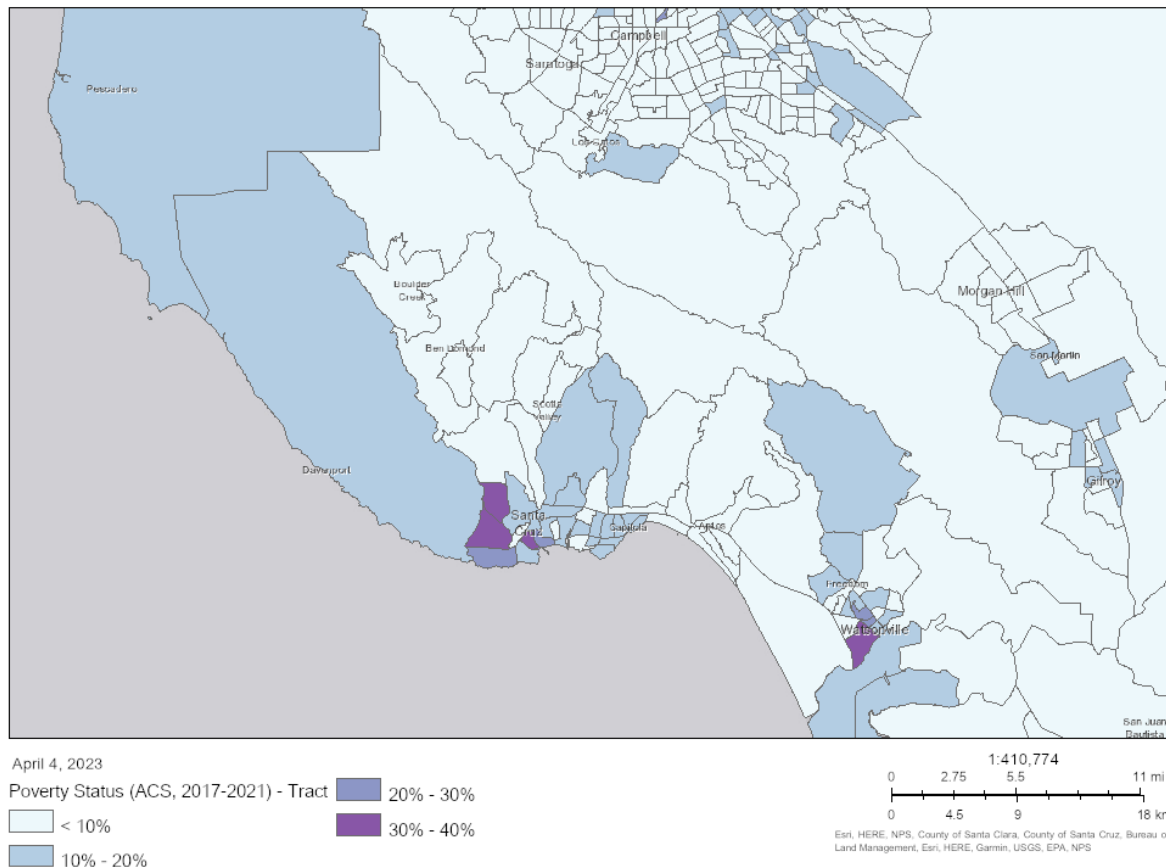 Campbell
Saratoga
Pescadero
Los Gatos
Boulder
Creek
Morgan Hill
Ben Lomond
San Martin
Scotts
Valley
Davenport
Gilroy
Santa
Cruz
Capitola
Aptos
Freedom
Watsonville
San Juan
Bautista
April 4, 2023
Poverty Status (ACS, 2017-2021) - Tract
< 10%
10% - 20%
20% - 30%
30% - 40%
1:410,774
0 2.75 5.5 11 mi
0 4.5 9 18 km
Esri, HERE, NPS, County of Santa Clara, County of Santa Cruz, Bureau o
Land Management, Esri, HERE, Garmin, USGS, EPA, NPS